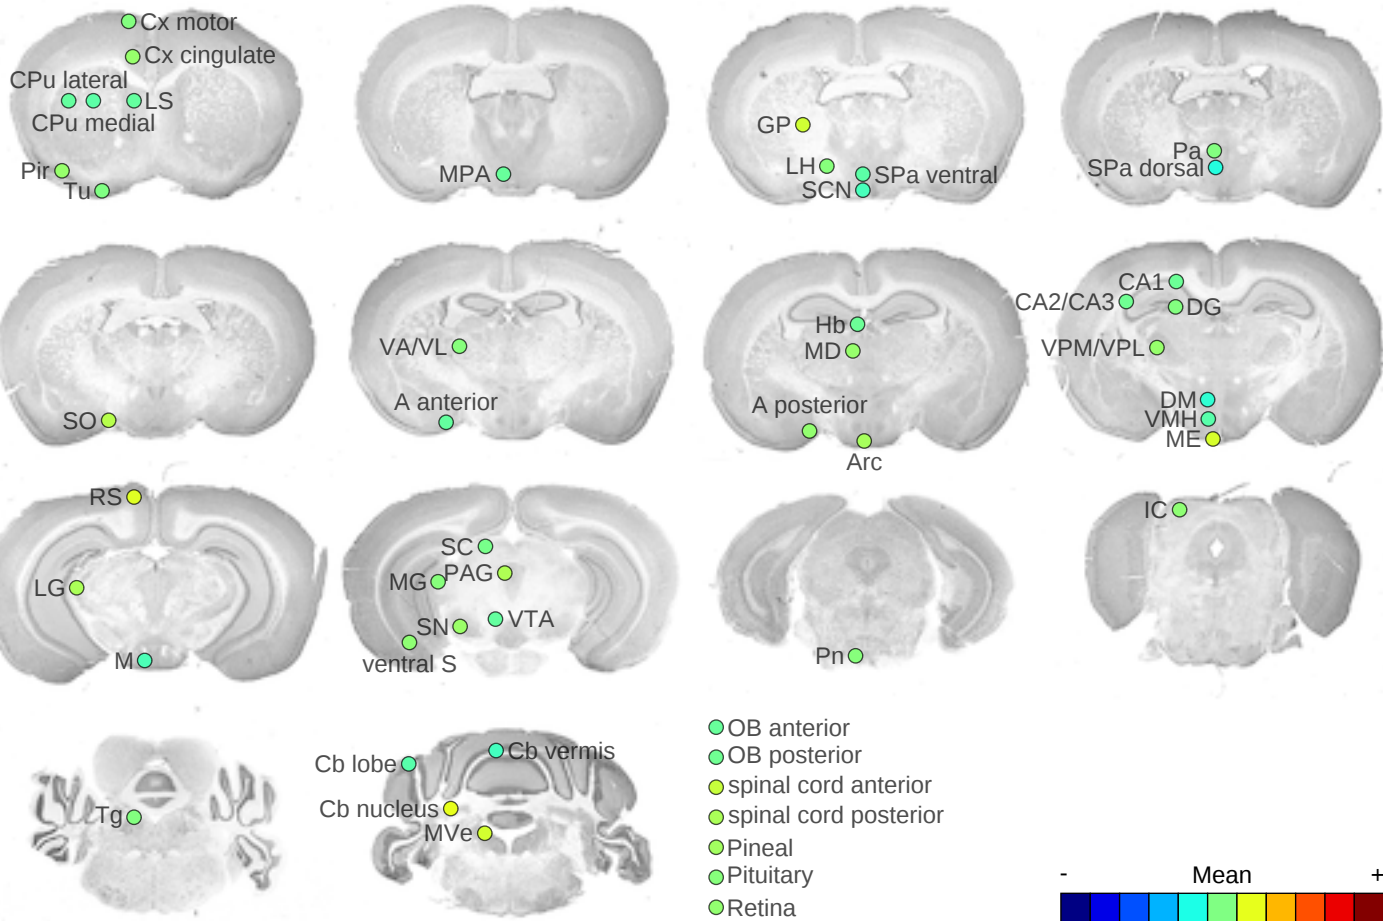 Cx motor
Cx cingulate
CPu lateral
LS
CPu medial
Pir
Tu
MPA
GP
LH
SPa ventral
SCN
Pa
SPa dorsal
SO
VA/VL
A anterior
Hb
MD
A posterior
Arc
CA1
CA2/CA3
DG
VPM/VPL
DM
VMH
ME
RS
LG
M
SC
MG
PAG
SN
VTA
ventral S
Pn
IC
Tg
Cb lobe
Cb vermis
Cb nucleus
MVe
OB anterior
OB posterior
spinal cord anterior
spinal cord posterior
Pineal
Pituitary
Retina
- Mean +